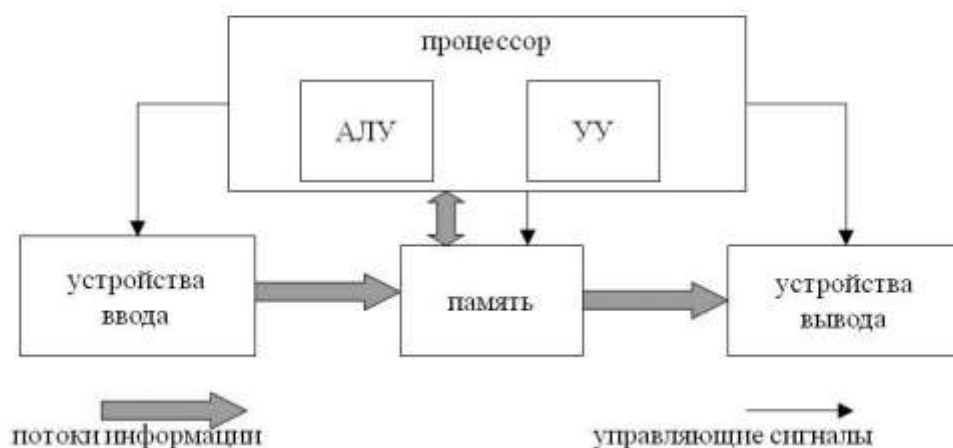 процессор
АЛУ
УУ
устройства
ввода
память
устройства
вывода
потоки информации
управляющие сигналы